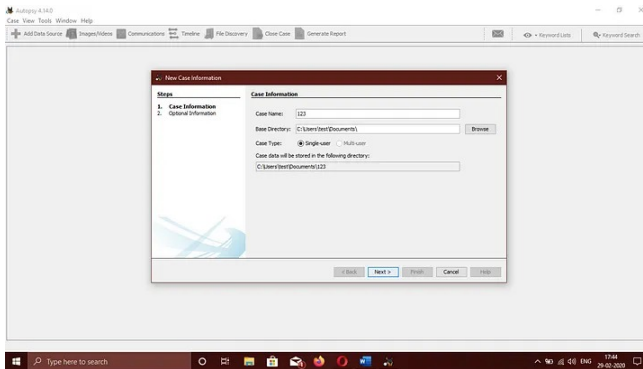 Autopsy 4.14.0
Case View Tools Window Help
Add Data Source Images/Videos Communications Timeline File Discovery Close Case Generate Report Keyword Lists Keyword Search
New Case Information
Steps
1. Case Information
2. Optional Information
Case Information
Case Name: 123
Base Directory: C:\Users\test\Documents\ Browse
Case Type: Single-user Multi-user
Case data will be stored in the following directory:
C:\Users\test\Documents\123
< Back Next > Finish Cancel Help
Type here to search
ENG 17:44
29-02-2020